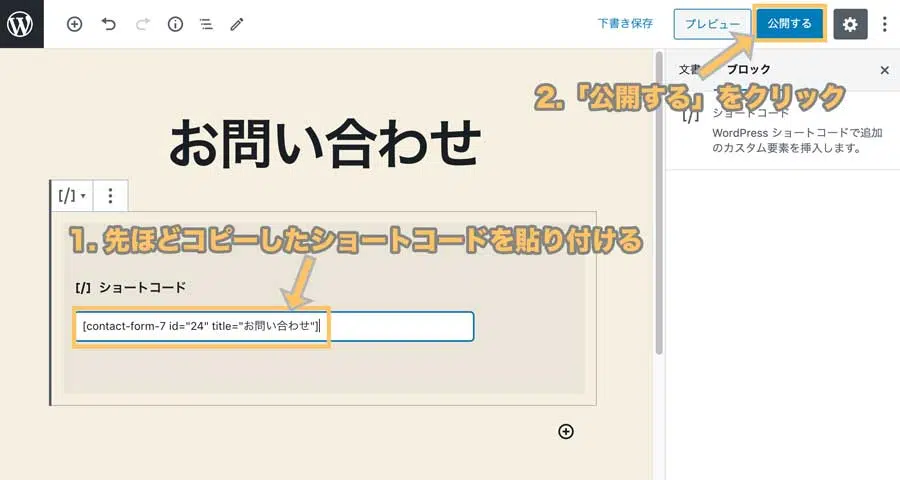 下書き保存
プレビュー
公開する
文書
ブロック
2.「公開する」をクリック
ショートコード
WordPress ショートコードで追加
のカスタム要素を挿入します。
お問い合わせ
[/]
1. 先ほどコピーしたショートコードを貼り付ける
[/] ショートコード
[contact-form-7 id="24" title="お問い合わせ"]